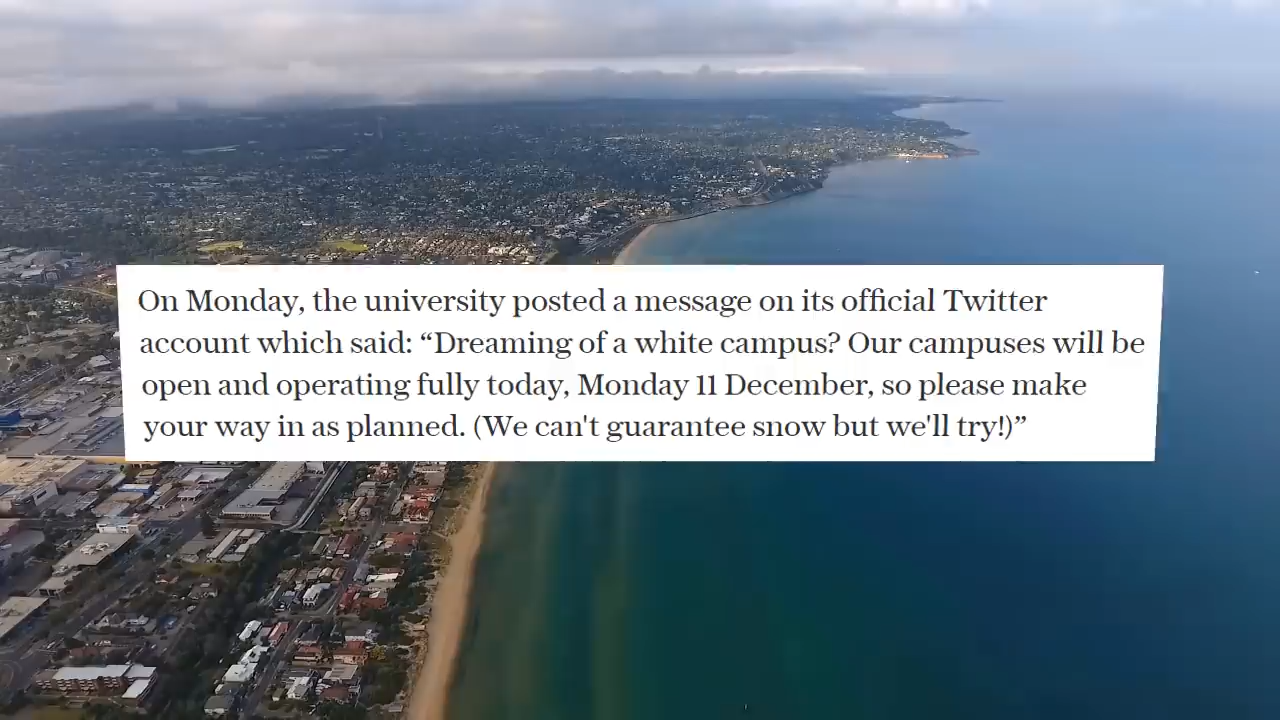 On Monday, the university posted a message on its official Twitter
account which said: “Dreaming of a white campus? Our campuses will be
open and operating fully today, Monday 11 December, so please make
your way in as planned. (We can't guarantee snow but we'll try!)”